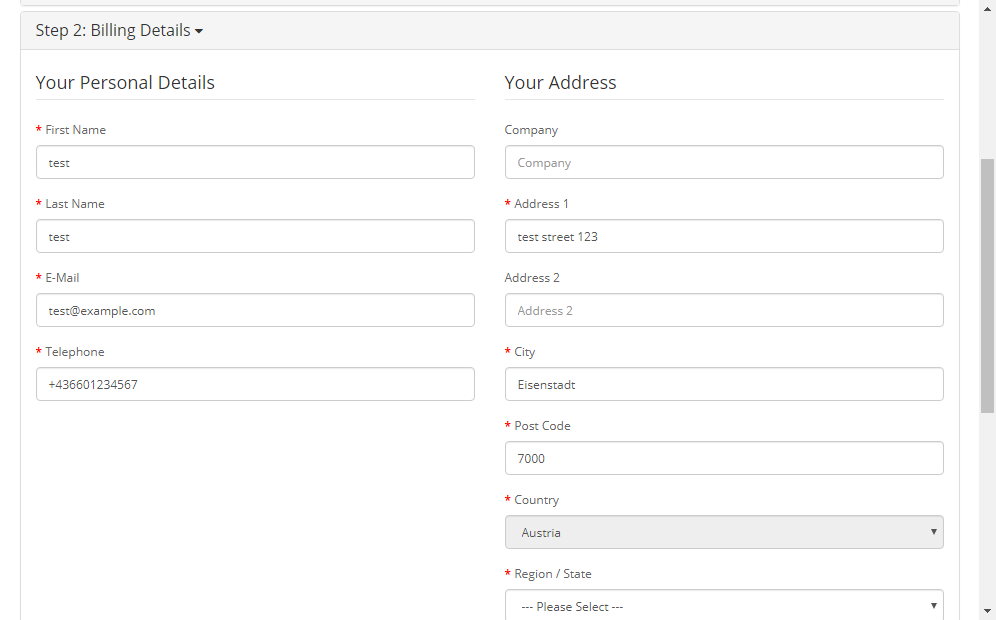 Step 2: Billing Details
Your Personal Details
* First Name
test
* Last Name
test
* E-Mail
test@example.com
* Telephone
+436601234567
Your Address
Company
Company
* Address 1
test street 123
Address 2
Address 2
* City
Eisenstadt
* Post Code
7000
* Country
Austria
* Region / State
--- Please Select ---